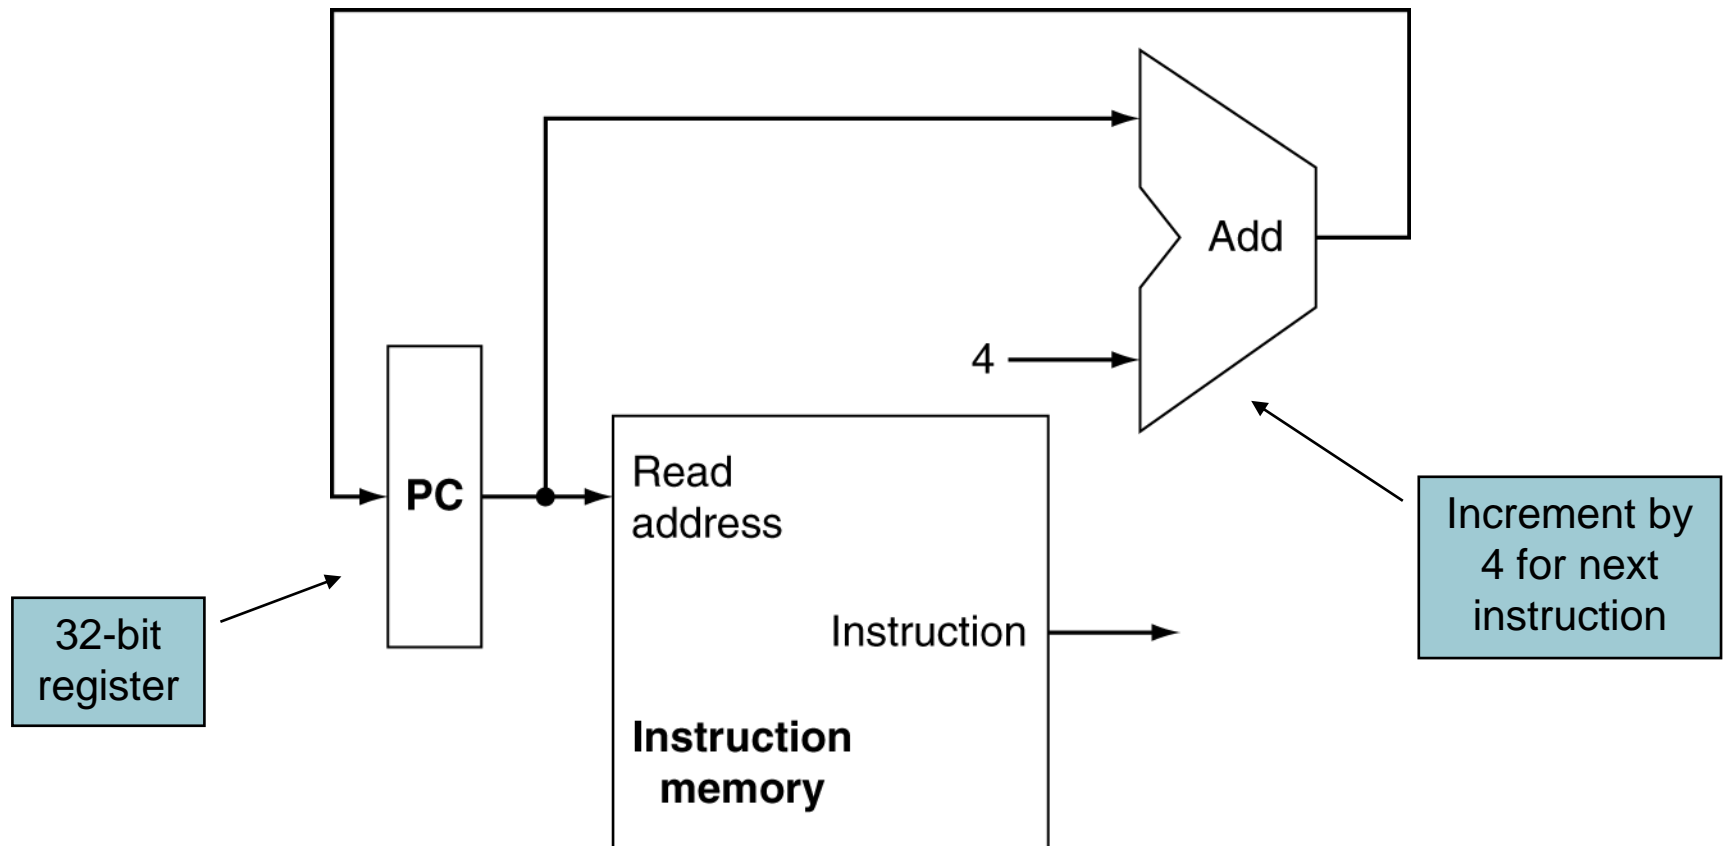 Add
4
PC
Read
address
Instruction
Instruction
memory
32-bit
register
Increment by
4 for next
instruction